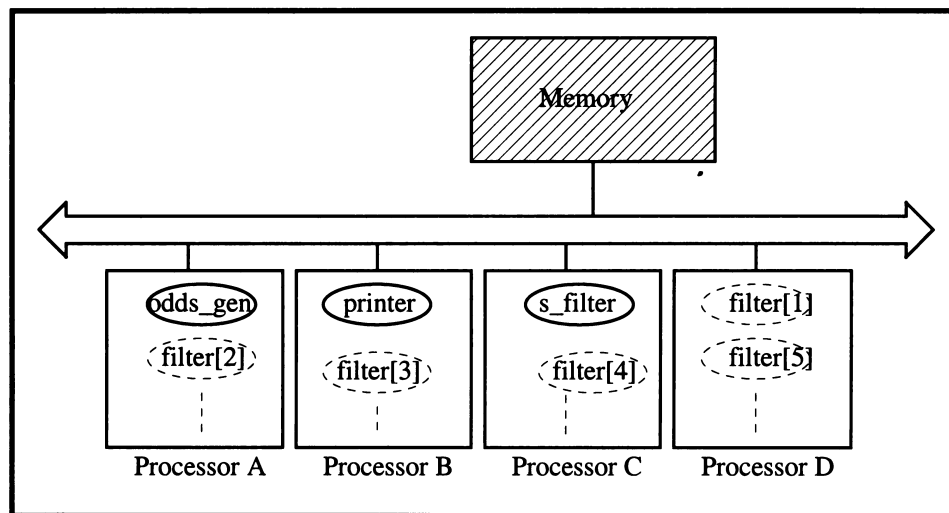 Memory
odds_gen printer s_filter filter[1]
filter[2] filter[3] filter[4] filter[5]
Processor A Processor B Processor C Processor D